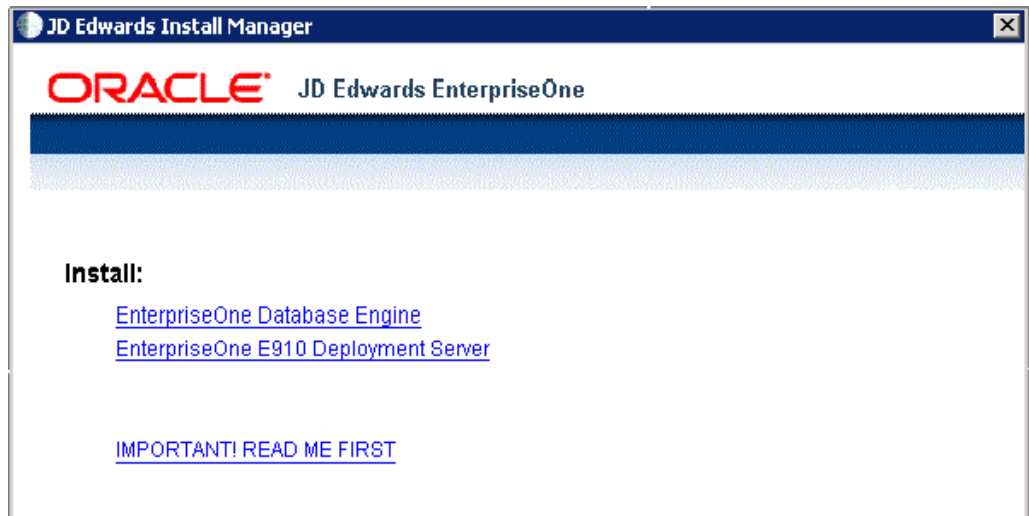 JD Edwards Install Manager
ORACLE JD Edwards EnterpriseOne
Install:
EnterpriseOne Database Engine
EnterpriseOne E910 Deployment Server
IMPORTANT! READ ME FIRST